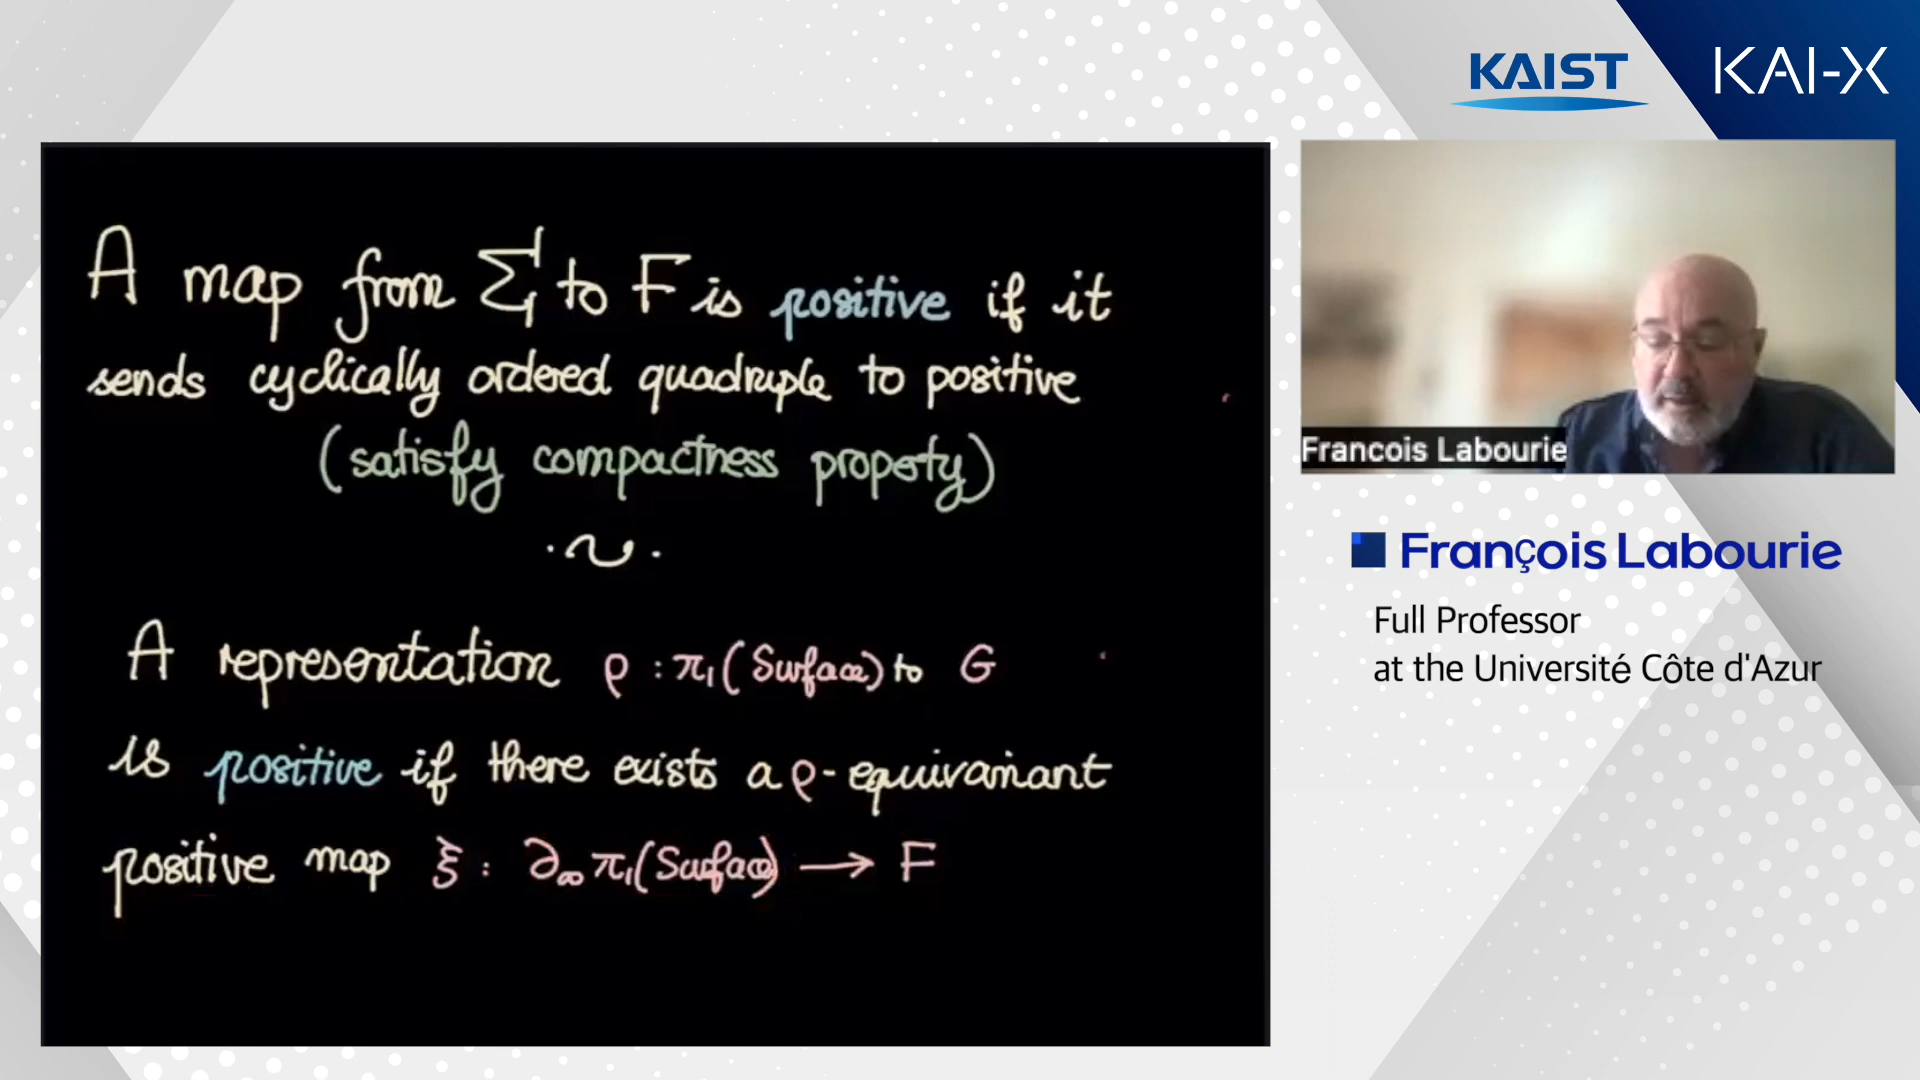 KAIST
KAI-X
A map from Σ¹ to F is positive if it
sends cyclically ordered quadruple to positive
(satisfy compactness property)
. ~ .
A representation ρ : π₁(Surface) to G
is positive if there exists a ρ-equivariant
positive map ξ : ∂∞ π₁(Surface) → F
Francois Labourie
François Labourie
Full Professor
at the Université Côte d'Azur